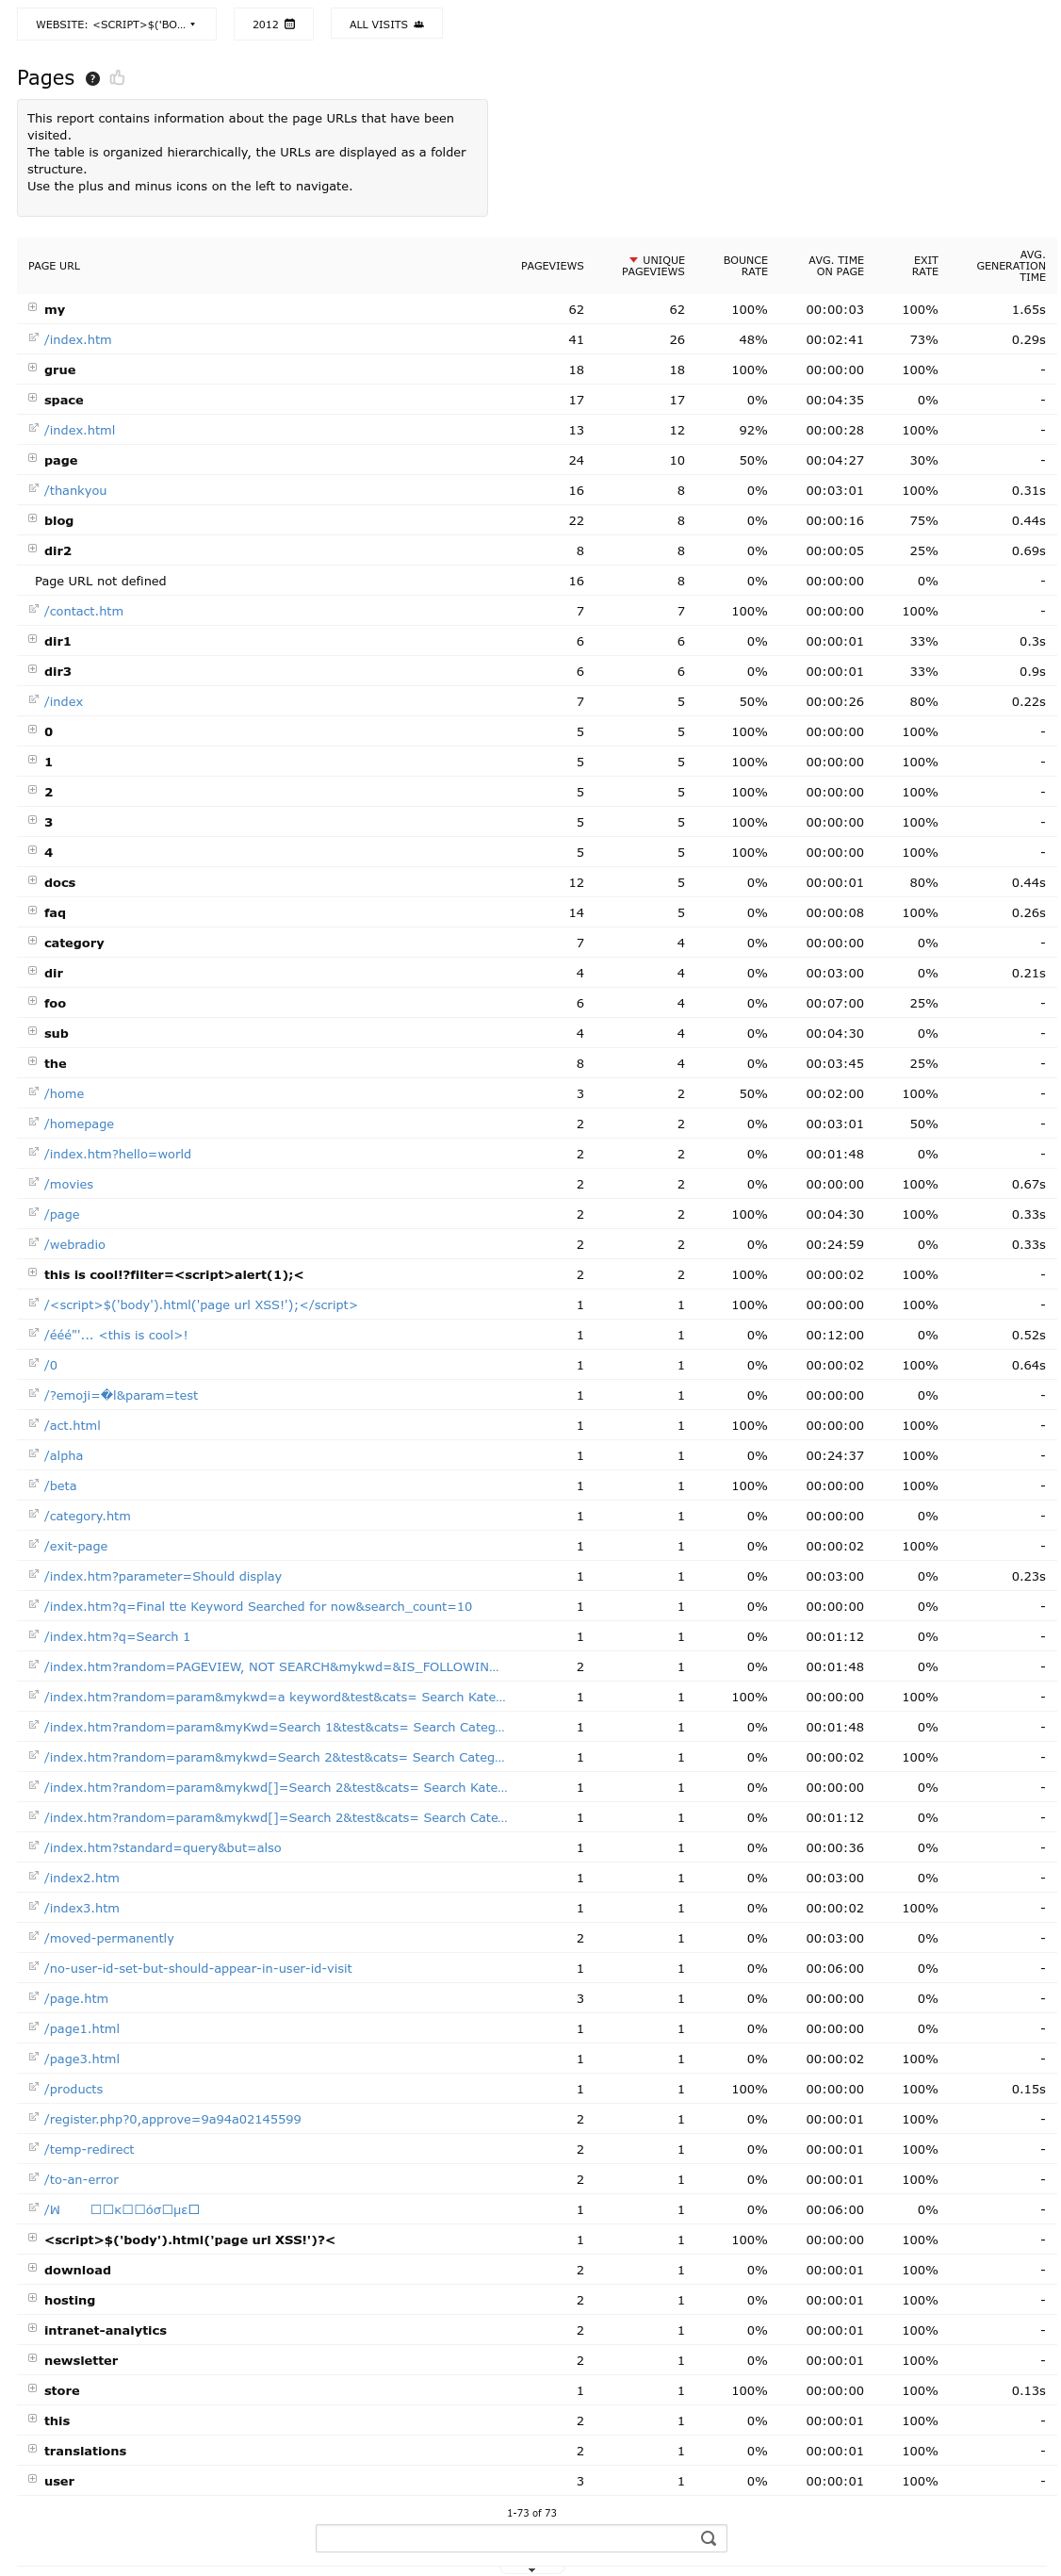 WEBSITE: <SCRIPT>$('BO... 2012 ALL VISITS
Pages
This report contains information about the page URLs that have been
visited.
The table is organized hierarchically, the URLs are displayed as a folder
structure.
Use the plus and minus icons on the left to navigate.
PAGE URL PAGEVIEWS UNIQUE PAGEVIEWS BOUNCE RATE AVG. TIME ON PAGE EXIT RATE AVG. GENERATION TIME
my 62 62 100% 00:00:03 100% 1.65s
/index.htm 41 26 48% 00:02:41 73% 0.29s
grue 18 18 100% 00:00:00 100% -
space 17 17 0% 00:04:35 0% -
/index.html 13 12 92% 00:00:28 100% -
page 24 10 50% 00:04:27 30% -
/thankyou 16 8 0% 00:03:01 100% 0.31s
blog 22 8 0% 00:00:16 75% 0.44s
dir2 8 8 0% 00:00:05 25% 0.69s
Page URL not defined 16 8 0% 00:00:00 0% -
/contact.htm 7 7 100% 00:00:00 100% -
dir1 6 6 0% 00:00:01 33% 0.3s
dir3 6 6 0% 00:00:01 33% 0.9s
/index 7 5 50% 00:00:26 80% 0.22s
0 5 5 100% 00:00:00 100% -
1 5 5 100% 00:00:00 100% -
2 5 5 100% 00:00:00 100% -
3 5 5 100% 00:00:00 100% -
4 5 5 100% 00:00:00 100% -
docs 12 5 0% 00:00:01 80% 0.44s
faq 14 5 0% 00:00:08 100% 0.26s
category 7 4 0% 00:00:00 0% -
dir 4 4 0% 00:03:00 0% 0.21s
foo 6 4 0% 00:07:00 25% -
sub 4 4 0% 00:04:30 0% -
the 8 4 0% 00:03:45 25% -
/home 3 2 50% 00:02:00 100% -
/homepage 2 2 0% 00:03:01 50% -
/index.htm?hello=world 2 2 0% 00:01:48 0% -
/movies 2 2 0% 00:00:00 100% 0.67s
/page 2 2 100% 00:04:30 100% 0.33s
/webradio 2 2 0% 00:24:59 0% 0.33s
this is cool!?filter=<script>alert(1);< 2 2 100% 00:00:02 100% -
/<script>$('body').html('page url XSS!');</script> 1 1 100% 00:00:00 100% -
/ééé"'... <this is cool>! 1 1 0% 00:12:00 0% 0.52s
/0 1 1 0% 00:00:02 100% 0.64s
/?emoji=�l&param=test 1 1 0% 00:00:00 0% -
/act.html 1 1 100% 00:00:00 100% -
/alpha 1 1 0% 00:24:37 100% -
/beta 1 1 100% 00:00:00 100% -
/category.htm 1 1 0% 00:00:00 0% -
/exit-page 1 1 0% 00:00:02 100% -
/index.htm?parameter=Should display 1 1 0% 00:03:00 0% 0.23s
/index.htm?q=Final tte Keyword Searched for now&search_count=10 1 1 0% 00:00:00 0% -
/index.htm?q=Search 1 1 1 0% 00:01:12 0% -
/index.htm?random=PAGEVIEW, NOT SEARCH&mykwd=&IS_FOLLOWIN... 2 1 0% 00:01:48 0% -
/index.htm?random=param&mykwd=a keyword&test&cats= Search Kate... 1 1 100% 00:00:00 100% -
/index.htm?random=param&myKwd=Search 1&test&cats= Search Categ... 1 1 0% 00:01:48 0% -
/index.htm?random=param&mykwd=Search 2&test&cats= Search Categ... 1 1 0% 00:00:02 100% -
/index.htm?random=param&mykwd[]=Search 2&test&cats= Search Kate... 1 1 0% 00:00:00 0% -
/index.htm?random=param&mykwd[]=Search 2&test&cats= Search Cate... 1 1 0% 00:01:12 0% -
/index.htm?standard=query&but=also 1 1 0% 00:00:36 0% -
/index2.htm 1 1 0% 00:03:00 0% -
/index3.htm 1 1 0% 00:00:02 100% -
/moved-permanently 2 1 0% 00:03:00 0% -
/no-user-id-set-but-should-appear-in-user-id-visit 1 1 0% 00:06:00 0% -
/page.htm 3 1 0% 00:00:00 0% -
/page1.html 1 1 0% 00:00:00 0% -
/page3.html 1 1 0% 00:00:02 100% -
/products 1 1 100% 00:00:00 100% 0.15s
/register.php?0,approve=9a94a02145599 2 1 0% 00:00:01 100% -
/temp-redirect 2 1 0% 00:00:01 100% -
/to-an-error 2 1 0% 00:00:01 100% -
1 1 0% 00:06:00 0% -
<script>$('body').html('page url XSS!')?< 1 1 100% 00:00:00 100% -
download 2 1 0% 00:00:01 100% -
hosting 2 1 0% 00:00:01 100% -
intranet-analytics 2 1 0% 00:00:01 100% -
newsletter 2 1 0% 00:00:01 100% -
store 1 1 100% 00:00:00 100% 0.13s
this 2 1 0% 00:00:01 100% -
translations 2 1 0% 00:00:01 100% -
user 3 1 0% 00:00:01 100% -
1-73 of 73